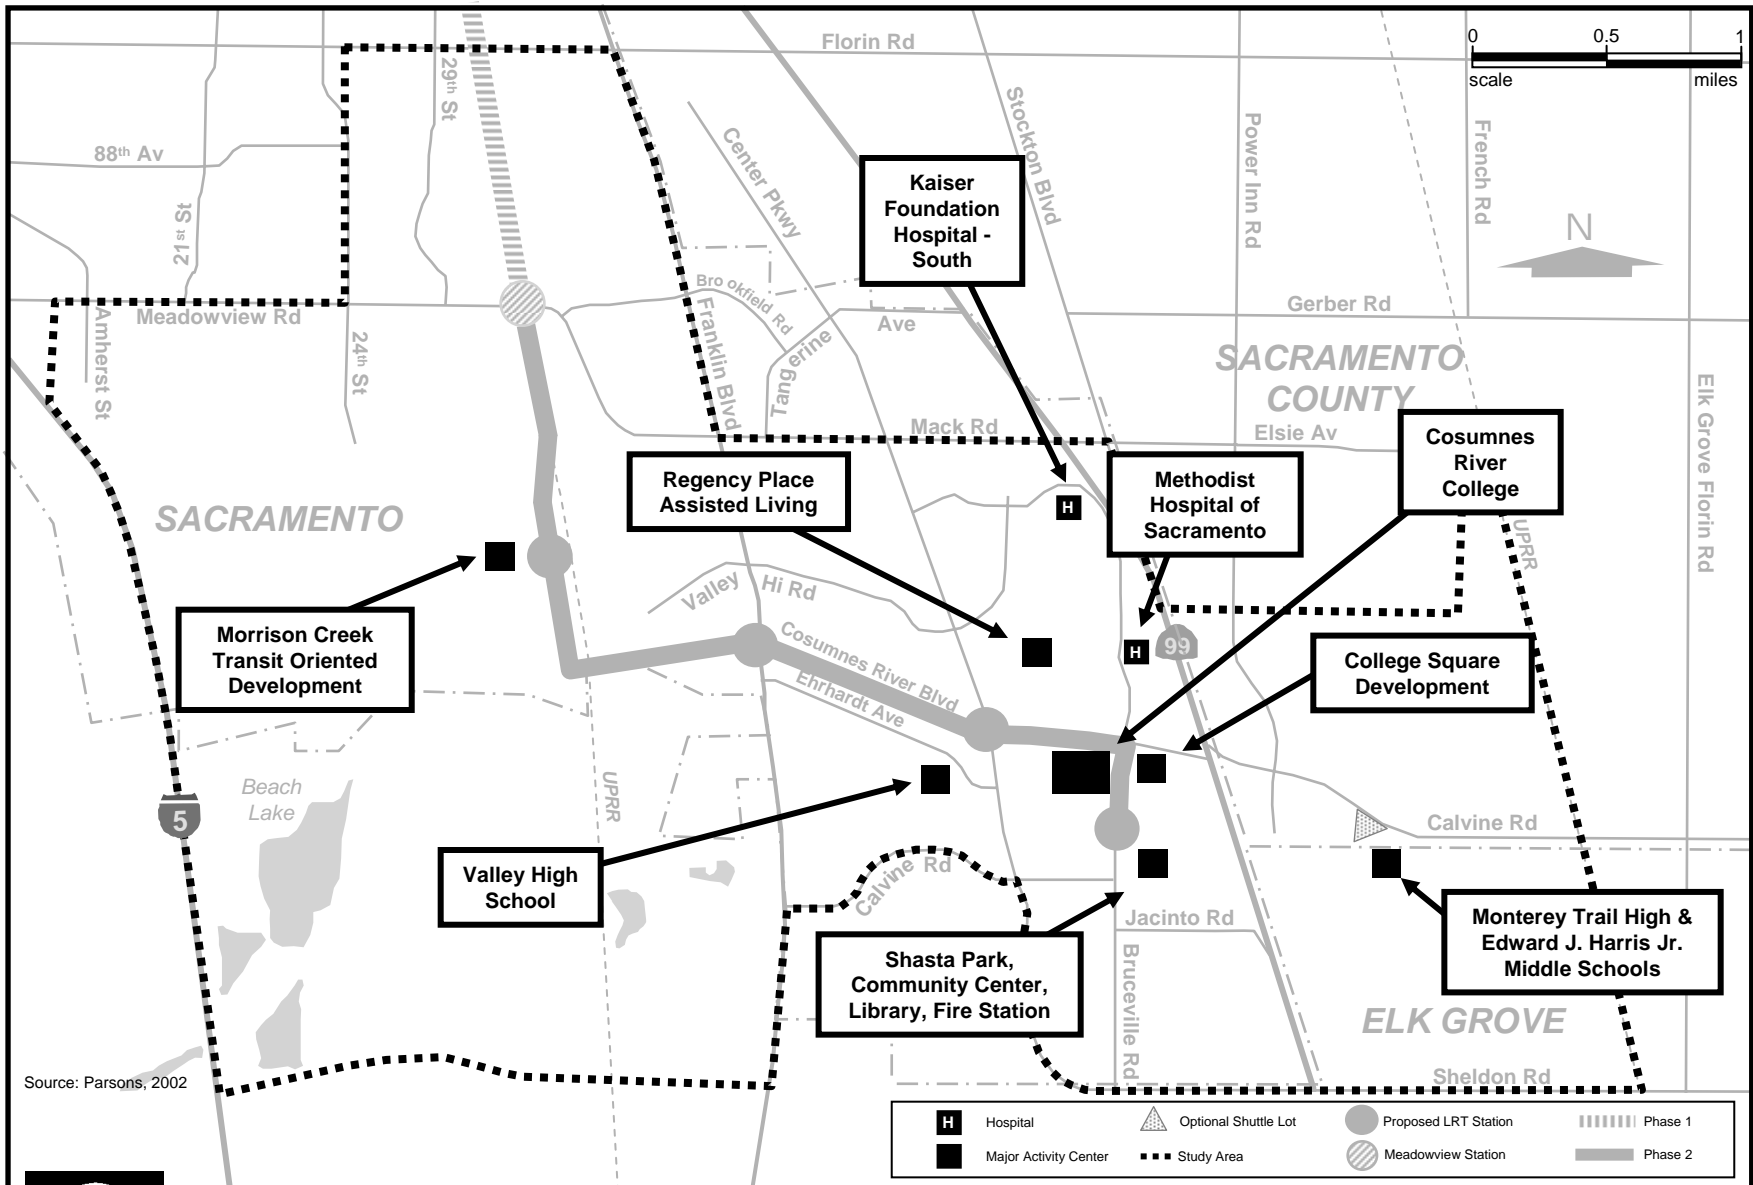 Florin Rd
0 0.5 1
scale miles
29th St
88th Av
21st St
Center Pkwy
Stockton Blvd
Power Inn Rd
French Rd
N
Kaiser
Foundation
Hospital -
South
Meadowview Rd
Amherst St
24th St
Franklin Blvd
Bro okfield Rd
Tang erine
Ave
Gerber Rd
SACRAMENTO
COUNTY
Elk Grove Florin Rd
Mack Rd
Elsie Av
Cosumnes
River
College
Regency Place
Assisted Living
H
Methodist
Hospital of
Sacramento
SACRAMENTO
UPRR
Valley Hi Rd
Morrison Creek
Transit Oriented
Development
Cosumnes River Blvd
Ehrhardt Ave
H
99
College Square
Development
Beach
Lake
5
UPRR
Calvine Rd
Valley High
School
Calvine Rd
Jacinto Rd
Shasta Park,
Community Center,
Library, Fire Station
Bruceville Rd
Monterey Trail High &
Edward J. Harris Jr.
Middle Schools
ELK GROVE
Sheldon Rd
Source: Parsons, 2002
H Hospital
Optional Shuttle Lot
Proposed LRT Station
Phase 1
Major Activity Center
Study Area
Meadowview Station
Phase 2